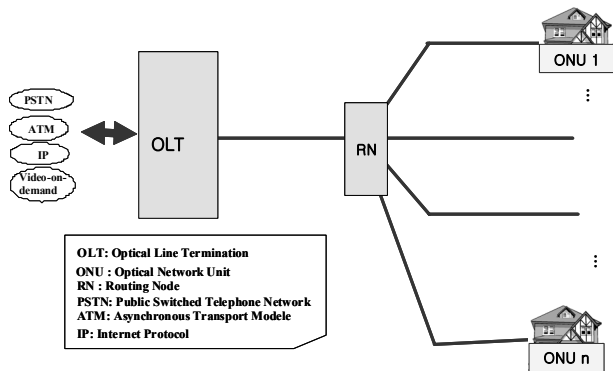 PSTN
ATM
IP
Video-on-
demand
OLT
RN
ONU 1
...
...
ONU n
OLT: Optical Line Termination
ONU : Optical Network Unit
RN : Routing Node
PSTN: Public Switched Telephone Network
ATM: Asynchronous Transport Modele
IP: Internet Protocol